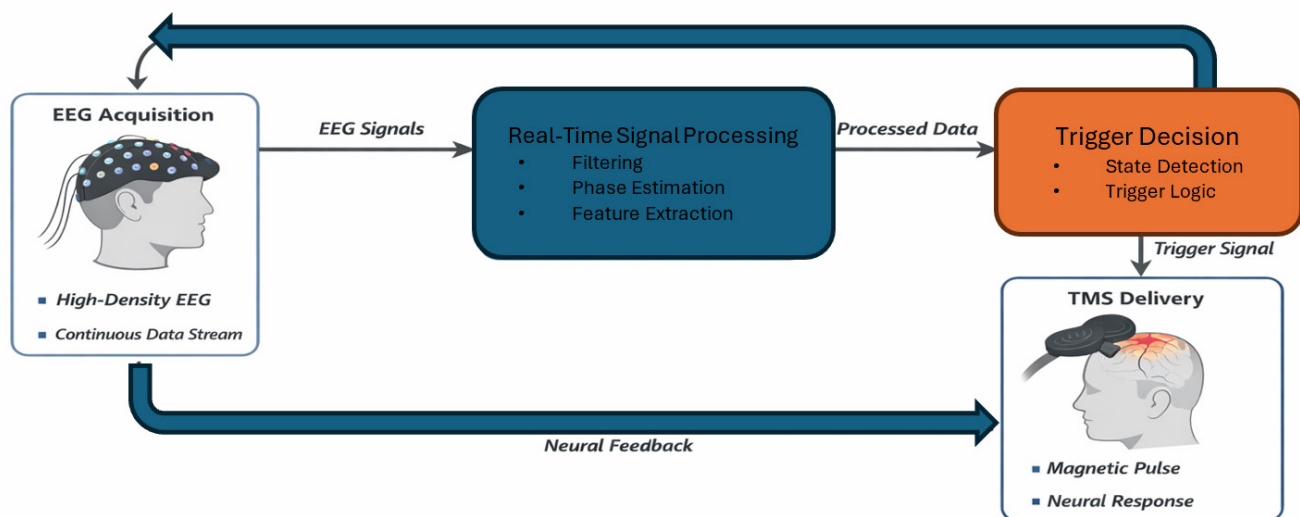 EEG Acquisition
High-Density EEG
Continuous Data Stream
EEG Signals
Real-Time Signal Processing
• Filtering
• Phase Estimation
• Feature Extraction
Processed Data
Trigger Decision
• State Detection
• Trigger Logic
Trigger Signal
TMS Delivery
Magnetic Pulse
Neural Response
Neural Feedback